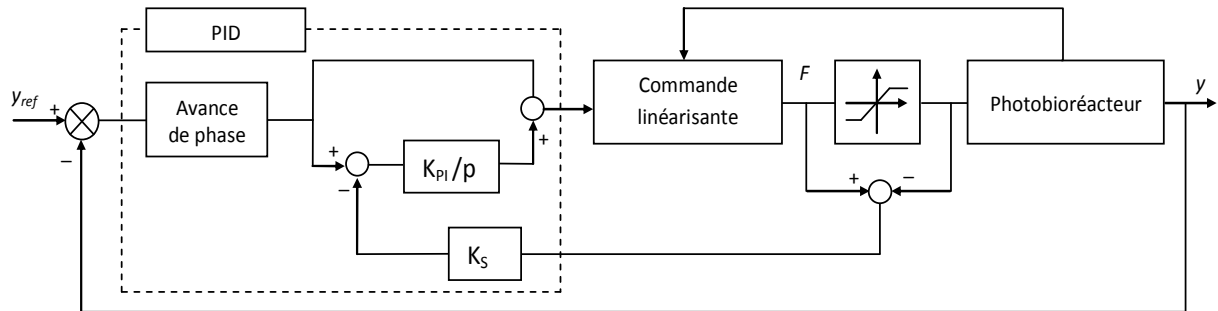 PID
y_ref
+
−
Avance
de phase
+
−
K_PI/p
+
K_S
Commande
linéarisante
F
+
−
Photobioréacteur
y